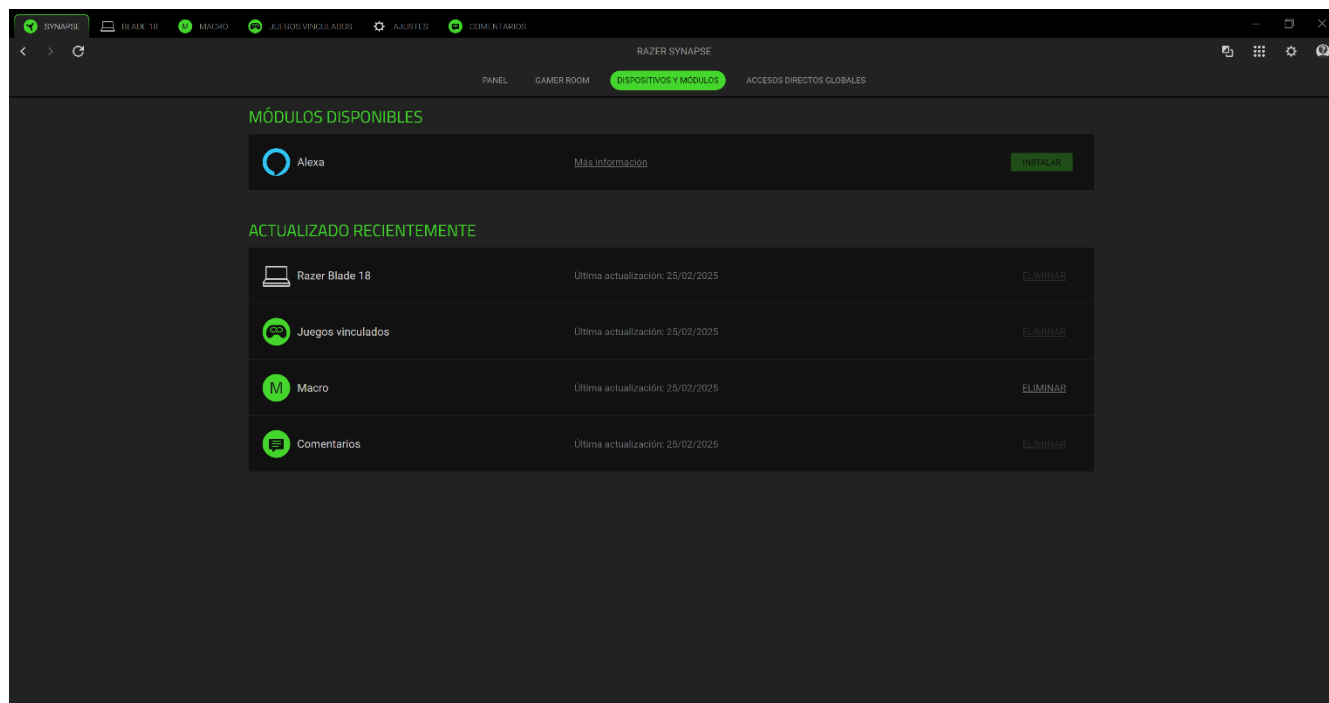 SYNAPSE BLADE 18 M MACRO JUEGOS VINCULADOS AJUSTES COMENTARIOS
RAZER SYNAPSE
PANEL GAMER ROOM DISPOSITIVOS Y MÓDULOS ACCESOS DIRECTOS GLOBALES
MÓDULOS DISPONIBLES
Alexa Más información INSTALAR
ACTUALIZADO RECIENTEMENTE
Razer Blade 18 Última actualización: 25/02/2025 ELIMINAR
Juegos vinculados Última actualización: 25/02/2025 ELIMINAR
M Macro Última actualización: 25/02/2025 ELIMINAR
Comentarios Última actualización: 25/02/2025 ELIMINAR